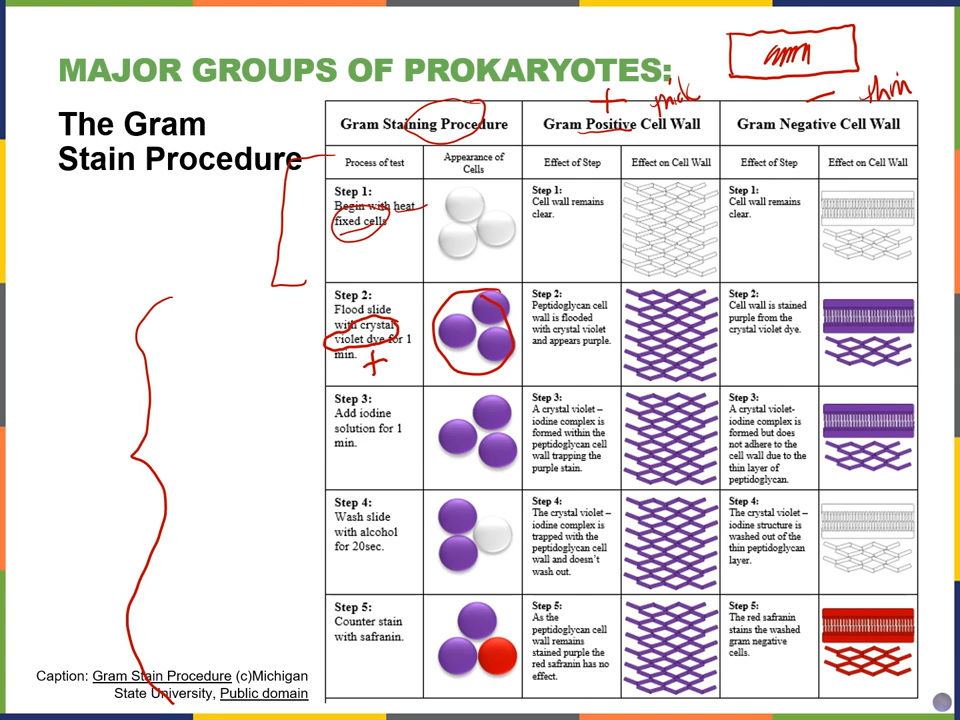 MAJOR GROUPS OF PROKARYOTES:
The Gram
Stain Procedure
+ thick
− thin
Gram Staining Procedure
Gram Positive Cell Wall
Gram Negative Cell Wall
Process of test
Appearance of
Cells
Effect of Step
Effect on Cell Wall
Effect of Step
Effect on Cell Wall
Step 1:
Begin with heat
fixed cells
Step 1:
Cell wall remains
clear.
Step 1:
Cell wall remains
clear.
Step 2:
Flood slide
with crystal
violet dye for 1
min.
+
Step 2:
Peptidoglycan cell
wall is flooded
with crystal violet
and appears purple.
Step 2:
Cell wall is stained
purple from the
crystal violet dye.
Step 3:
Add iodine
solution for 1
min.
Step 3:
A crystal violet –
iodine complex is
formed within the
peptidoglycan cell
wall trapping the
purple stain.
Step 3:
A crystal violet-
iodine complex is
formed but does
not adhere to the
cell wall due to the
thin layer of
peptidoglycan.
Step 4:
Wash slide
with alcohol
for 20sec.
Step 4:
The crystal violet –
iodine complex is
trapped with the
peptidoglycan cell
wall and doesn't
wash out.
Step 4:
The crystal violet –
iodine structure is
washed out of the
thin peptidoglycan
layer.
Step 5:
Counter stain
with safranin.
Step 5:
As the
peptidoglycan cell
wall remains
stained purple the
red safranin has no
effect.
Step 5:
The red safranin
stains the washed
gram negative
cells.
Caption: Gram Stain Procedure (c)Michigan
State University, Public domain